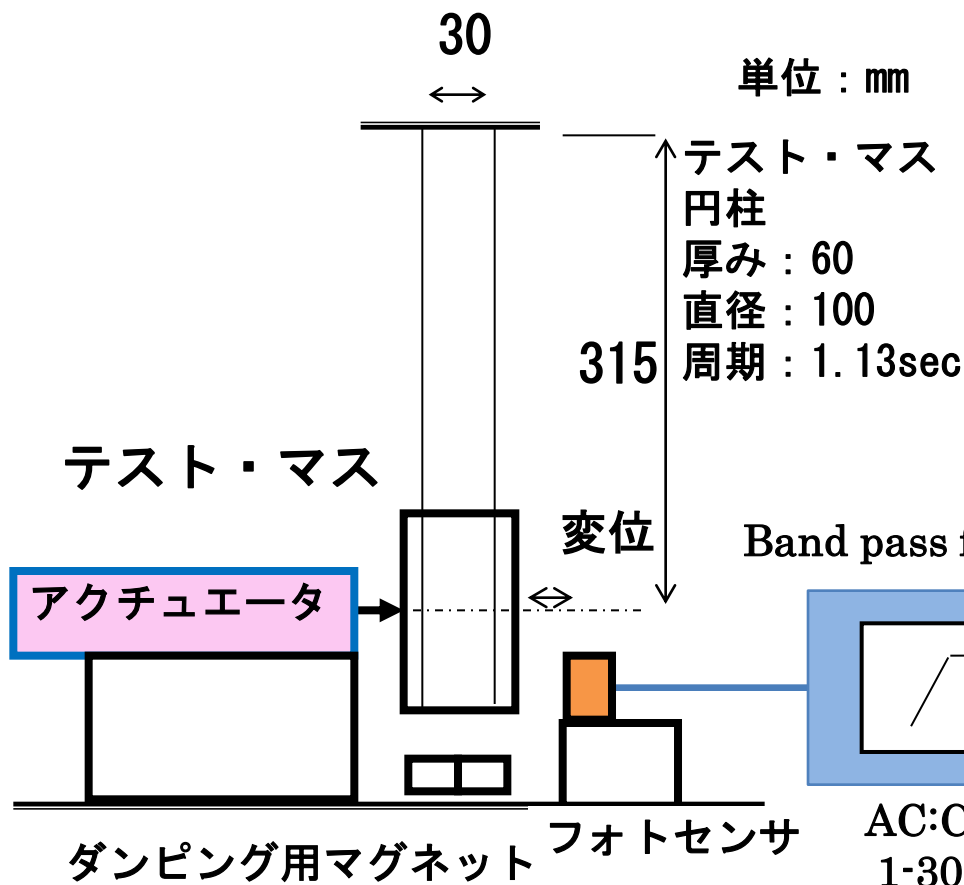 30
単位：mm
テスト・マス
円柱
厚み：60
直径：100
周期：1.13sec
315
テスト・マス
変位
Band pass
アクチュエータ
AC:C
1-30
フォトセンサ
ダンピング用マグネット